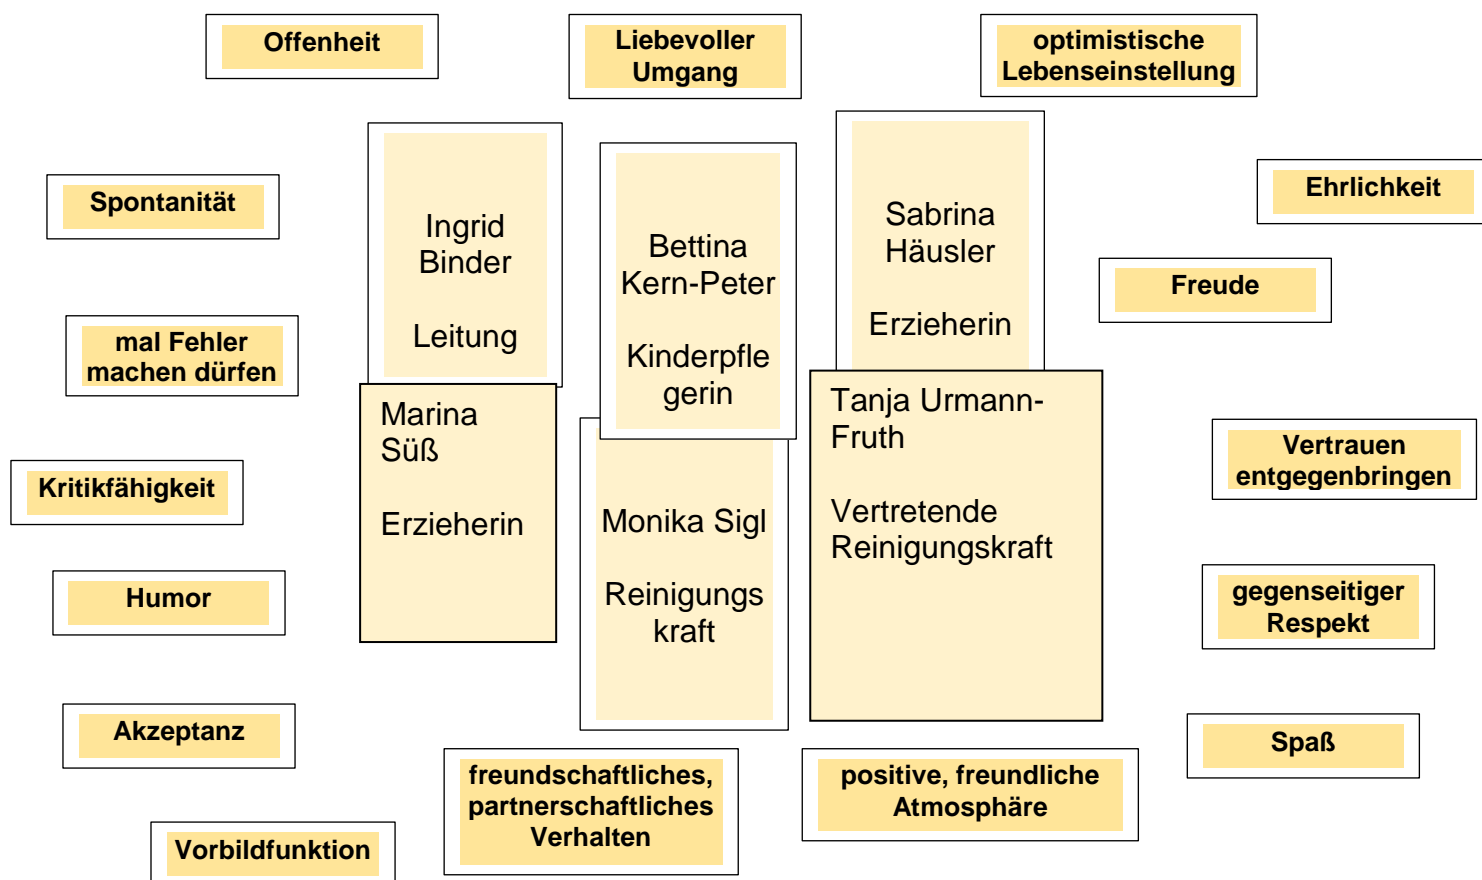 Offenheit
Liebevoller
Umgang
optimistische
Lebenseinstellung
Spontanität
Ingrid
Binder
Leitung
Bettina
Kern-Peter
Kinderpfle
gerin
Sabrina
Häusler
Erzieherin
Ehrlichkeit
Freude
mal Fehler
machen dürfen
Marina
Süß
Erzieherin
Tanja Urmann-
Fruth
Vertretende
Reinigungskraft
Vertrauen
entgegenbringen
Kritikfähigkeit
Monika Sigl
Reinigungs
kraft
Humor
gegenseitiger
Respekt
Akzeptanz
Spaß
freundschaftliches,
partnerschaftliches
Verhalten
positive, freundliche
Atmosphäre
Vorbildfunktion